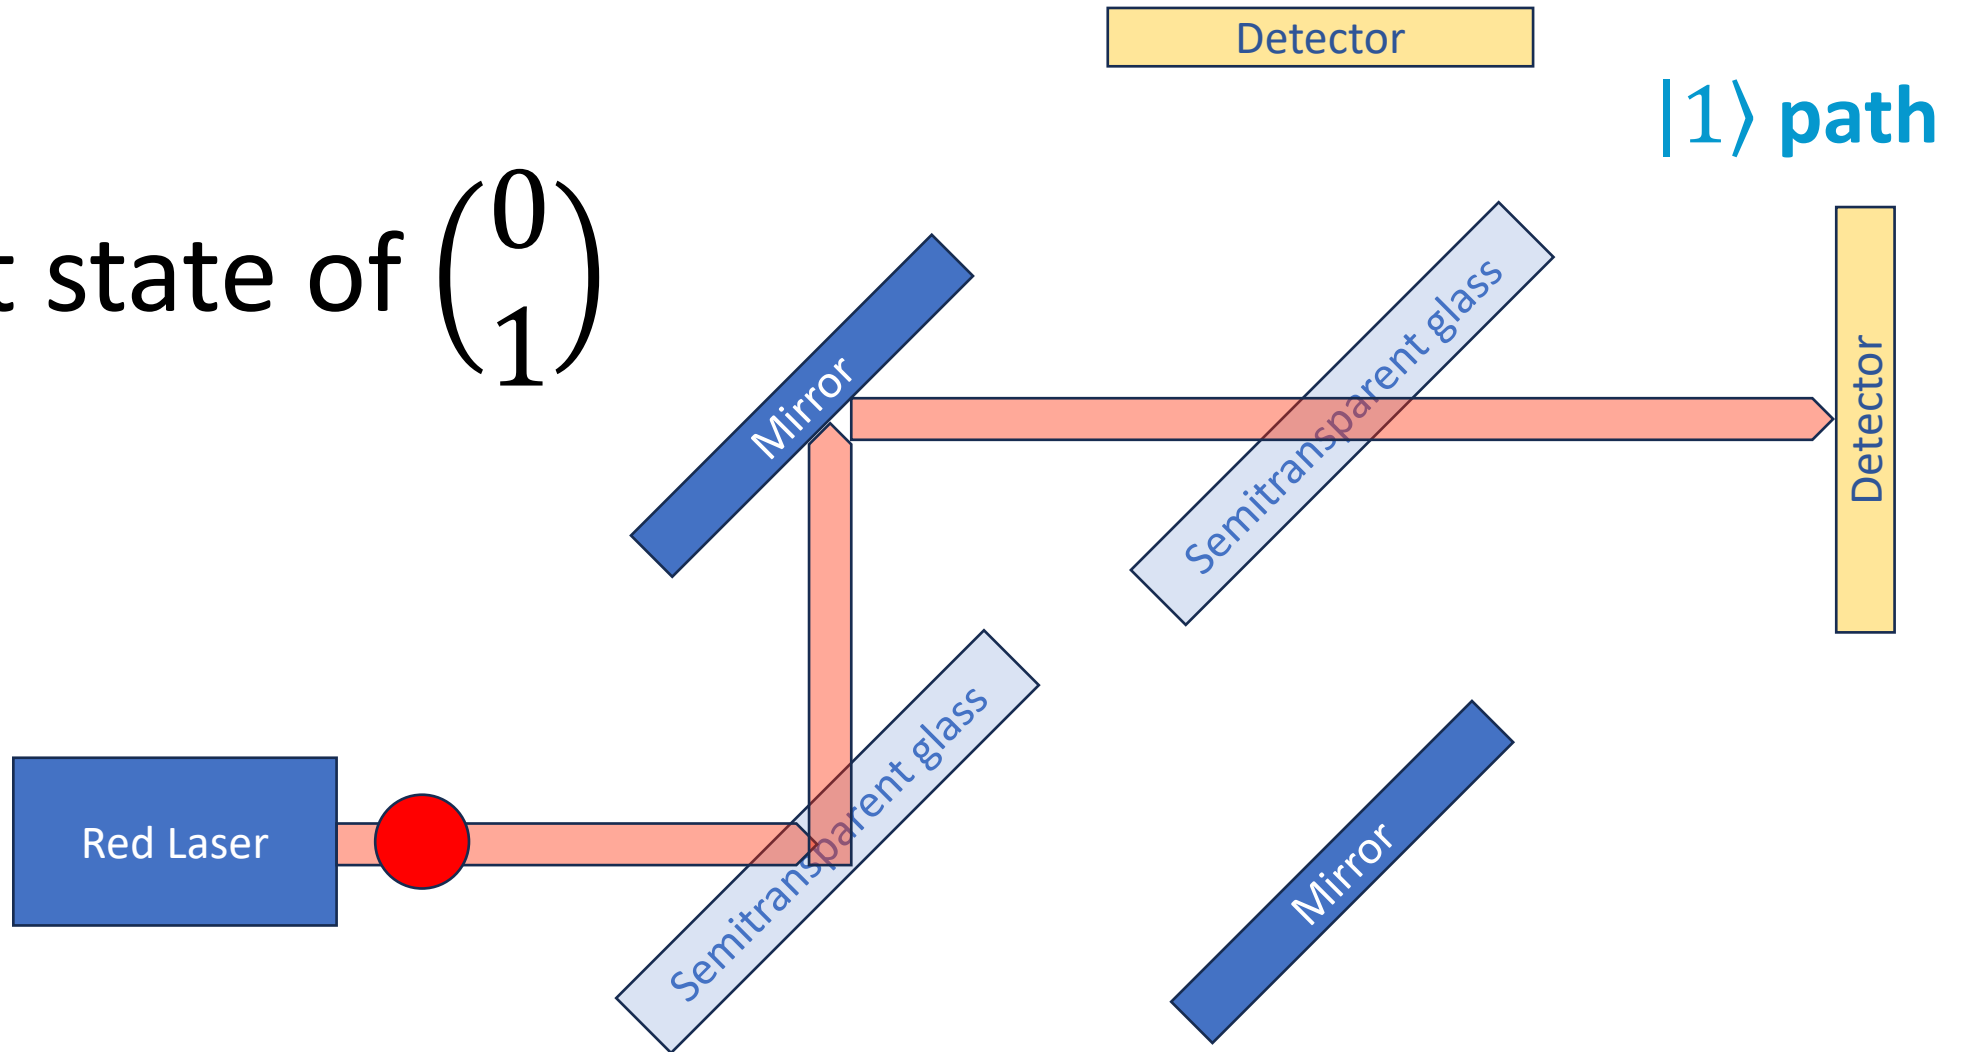 Detector
|1⟩ path
t state of (0
1)
Mirror
Semitransparent glass
Detector
Semitransparent glass
Red Laser
Mirror